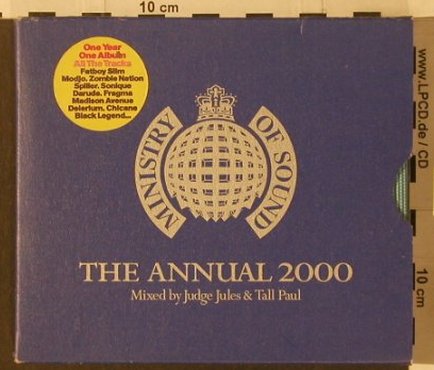 10 cm
One Year
One Album
All The Tracks
Fatboy Slim
Modjo. Zombie Nation
Spiller. Sonique
Darude. Fragma
Madison Avenue
Delerium. Chicane
Black Legend...
MINISTRY OF SOUND
THE ANNUAL 2000
Mixed by Judge Jules & Tall Paul
www.LPCD.de / CD
10 cm